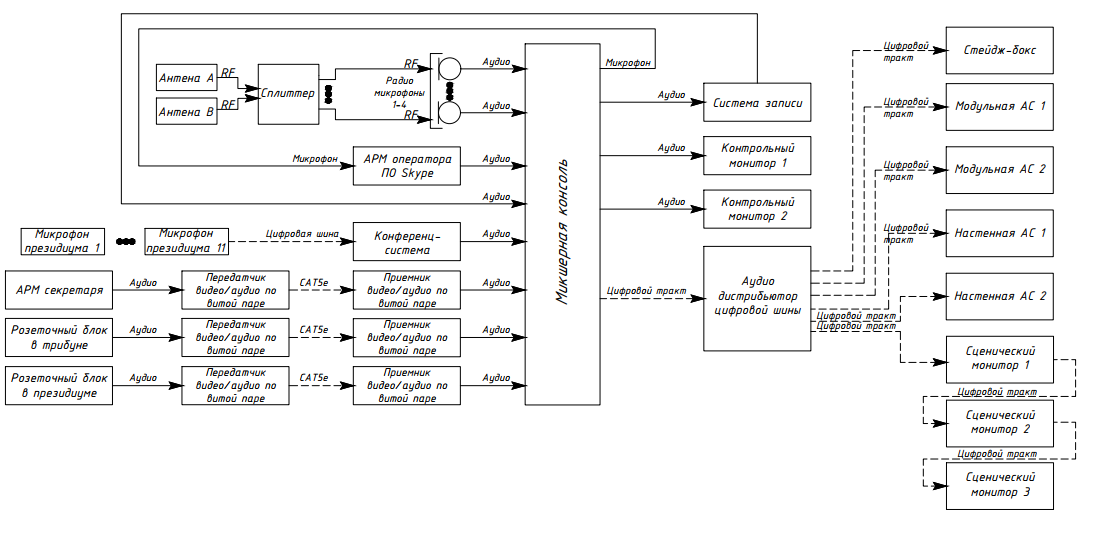 Антена А
RF
Антена В
RF
Сплиттер
RF
RF
Радио
микрофоны
1-4
Аудио
Аудио
Микрофон
АРМ оператора
ПО Skype
Аудио
Аудио
Микрофон
президиума 1
Микрофон
президиума 11
Цифровая шина
Конференц-
система
Аудио
АРМ секретаря
Аудио
Передатчик
видео/аудио по
витой паре
CAT5e
Приемник
видео/аудио по
витой паре
Аудио
Розеточный блок
в трибуне
Аудио
Передатчик
видео/аудио по
витой паре
CAT5e
Приемник
видео/аудио по
витой паре
Аудио
Розеточный блок
в президиуме
Аудио
Передатчик
видео/аудио по
витой паре
CAT5e
Приемник
видео/аудио по
витой паре
Аудио
Микшерная консоль
Микрофон
Аудио
Система записи
Аудио
Контрольный
монитор 1
Аудио
Контрольный
монитор 2
Цифровой тракт
Аудио
дистрибьютор
цифровой шины
Цифровой
тракт
Стейдж-бокс
Цифровой
тракт
Модульная АС 1
Цифровой
тракт
Модульная АС 2
Цифровой
тракт
Настенная АС 1
Цифровой тракт
Настенная АС 2
Цифровой тракт
Сценический
монитор 1
Цифровой тракт
Сценический
монитор 2
Цифровой тракт
Сценический
монитор 3